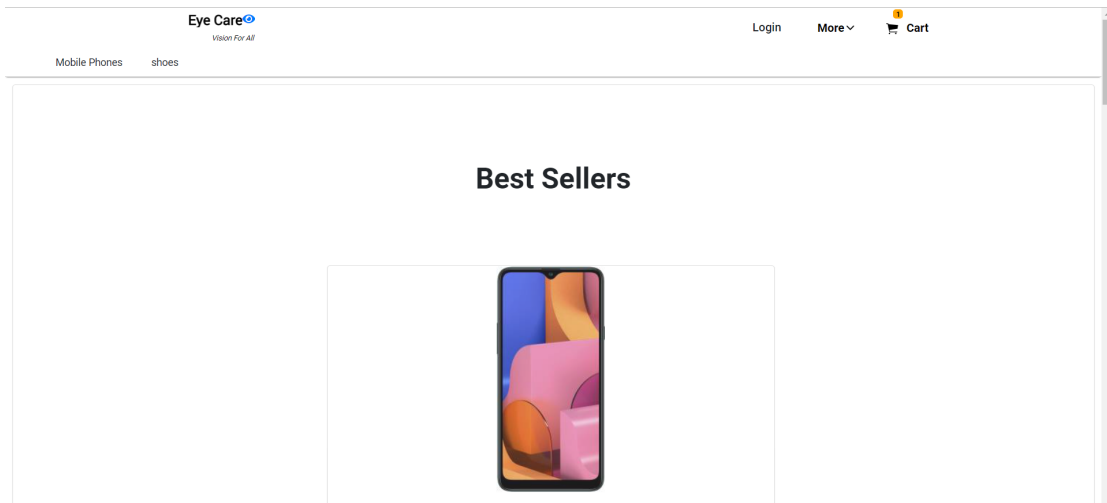 Eye Care
Vision For All
Login
More
1
Cart
Mobile Phones
shoes
Best Sellers